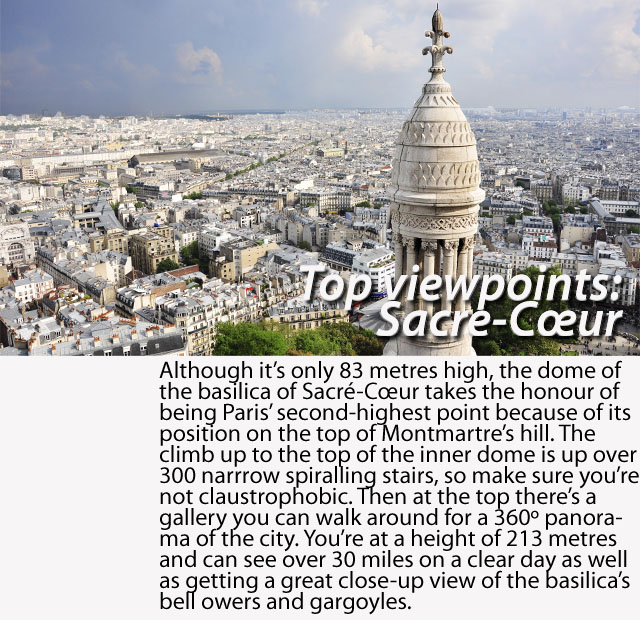 Top viewpoints:
Sacré-Cœur
Although it's only 83 metres high, the dome of
the basilica of Sacré-Cœur takes the honour of
being Paris' second-highest point because of its
position on the top of Montmartre's hill. The
climb up to the top of the inner dome is up over
300 narrrow spiralling stairs, so make sure you're
not claustrophobic. Then at the top there's a
gallery you can walk around for a 360º panora-
ma of the city. You're at a height of 213 metres
and can see over 30 miles on a clear day as well
as getting a great close-up view of the basilica's
bell owers and gargoyles.